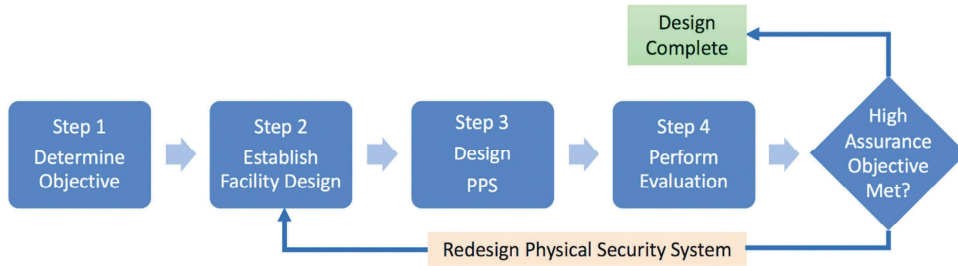 Design
Complete
Step 1
Determine
Objective
Step 2
Establish
Facility Design
Step 3
Design
PPS
Step 4
Perform
Evaluation
High
Assurance
Objective
Met?
Redesign Physical Security System